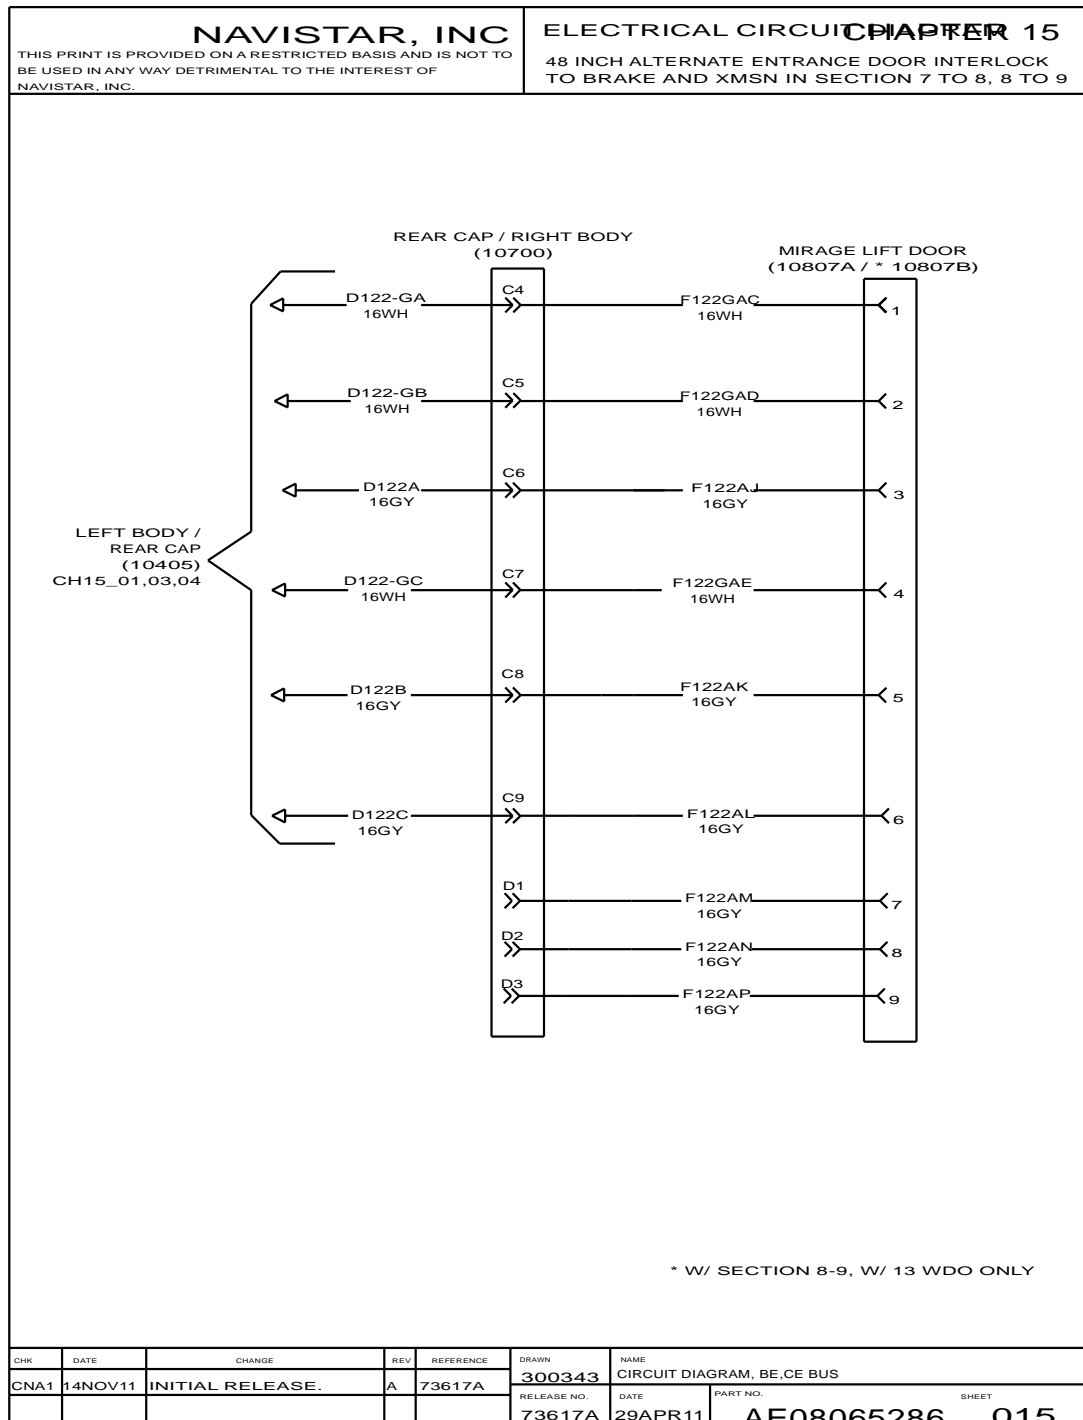 NAVISTAR, INC
THIS PRINT IS PROVIDED ON A RESTRICTED BASIS AND IS NOT TO
BE USED IN ANY WAY DETRIMENTAL TO THE INTEREST OF
NAVISTAR, INC.
ELECTRICAL CIRCUIT DIAGRAM
CHAPTER 15
48 INCH ALTERNATE ENTRANCE DOOR INTERLOCK
TO BRAKE AND XMSN IN SECTION 7 TO 8, 8 TO 9
REAR CAP / RIGHT BODY
(10700)
MIRAGE LIFT DOOR
(10807A / * 10807B)
D122-GA
16WH
C4
F122GAC
16WH
1
D122-GB
16WH
C5
F122GAD
16WH
2
D122A
16GY
C6
F122AJ
16GY
3
LEFT BODY /
REAR CAP
(10405)
CH15_01,03,04
D122-GC
16WH
C7
F122GAE
16WH
4
D122B
16GY
C8
F122AK
16GY
5
D122C
16GY
C9
F122AL
16GY
6
D1
F122AM
16GY
7
D2
F122AN
16GY
8
D3
F122AP
16GY
9
* W/ SECTION 8-9, W/ 13 WDO ONLY
CHK DATE CHANGE REV REFERENCE
CNA1 14NOV11 INITIAL RELEASE. A 73617A
DRAWN
300343
NAME
CIRCUIT DIAGRAM, BE,CE BUS
RELEASE NO.
73617A
DATE
29APR11
PART NO.
AE08065286
SHEET
015